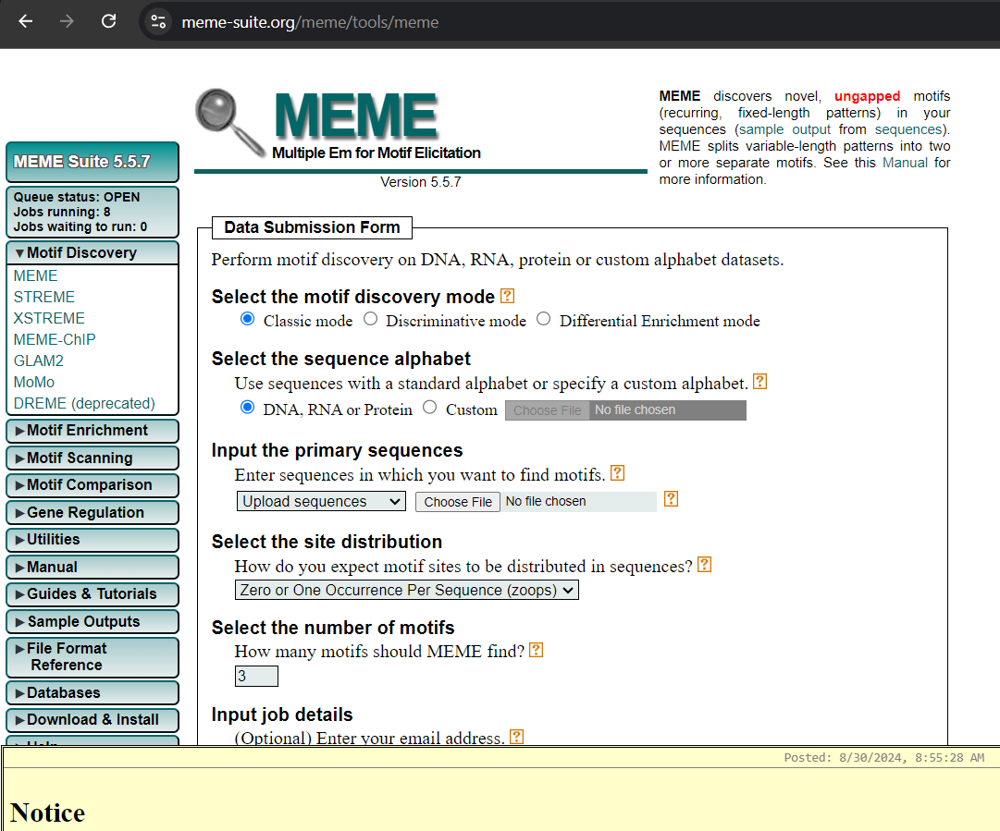 meme-suite.org/meme/tools/meme
MEME
Multiple Em for Motif Elicitation
Version 5.5.7
MEME discovers novel, ungapped motifs
(recurring, fixed-length patterns) in your
sequences (sample output from sequences).
MEME splits variable-length patterns into two
or more separate motifs. See this Manual for
more information.
MEME Suite 5.5.7
Queue status: OPEN
Jobs running: 8
Jobs waiting to run: 0
▼Motif Discovery
MEME
STREME
XSTREME
MEME-ChIP
GLAM2
MoMo
DREME (deprecated)
►Motif Enrichment
►Motif Scanning
►Motif Comparison
►Gene Regulation
►Utilities
►Manual
►Guides & Tutorials
►Sample Outputs
►File Format
Reference
►Databases
►Download & Install
Data Submission Form
Perform motif discovery on DNA, RNA, protein or custom alphabet datasets.
Select the motif discovery mode ?
Classic mode Discriminative mode Differential Enrichment mode
Select the sequence alphabet
Use sequences with a standard alphabet or specify a custom alphabet. ?
DNA, RNA or Protein Custom Choose File No file chosen
Input the primary sequences
Enter sequences in which you want to find motifs. ?
Upload sequences Choose File No file chosen ?
Select the site distribution
How do you expect motif sites to be distributed in sequences? ?
Zero or One Occurrence Per Sequence (zoops)
Select the number of motifs
How many motifs should MEME find? ?
3
Input job details
(Optional) Enter your email address. ?
Posted: 8/30/2024, 8:55:28 AM
Notice